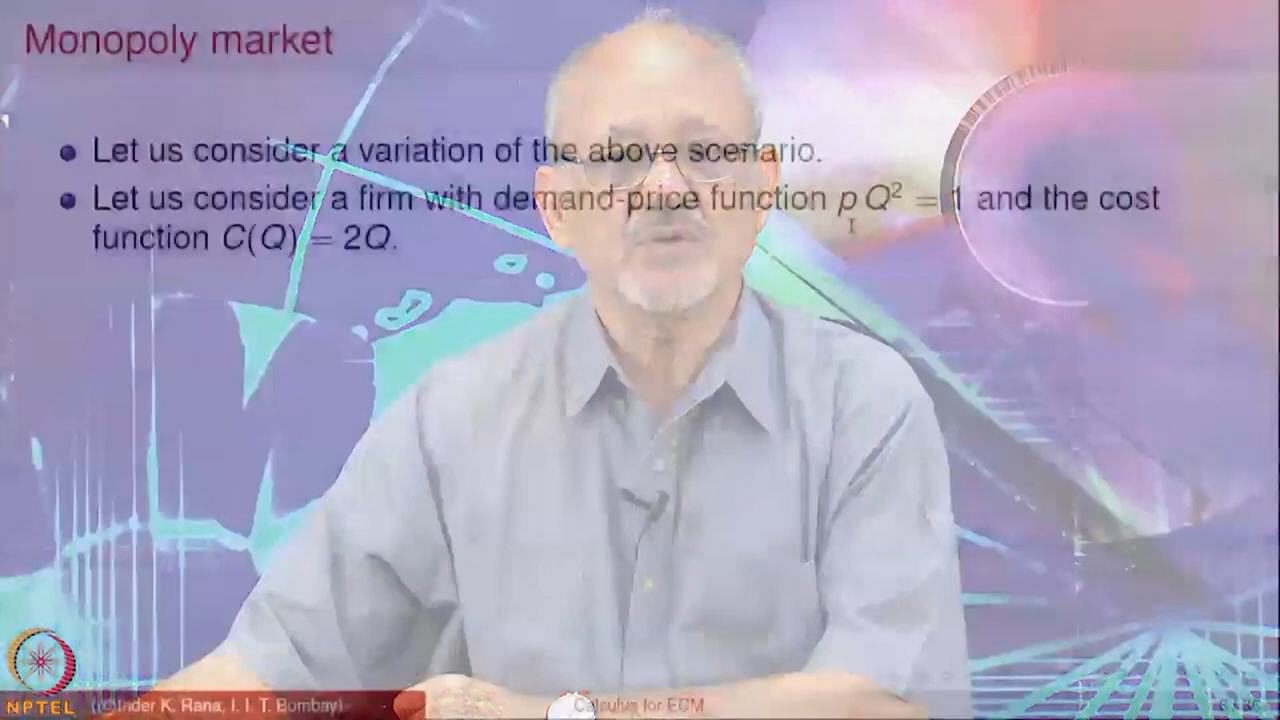 Monopoly market
Let us consider a variation of the above scenario.
Let us consider a firm with demand-price function p Q² = 1 and the cost
function C(Q) = 2Q.
NPTEL
Inder K. Rana, I. I. T. Bombay)
Calculus for ECM